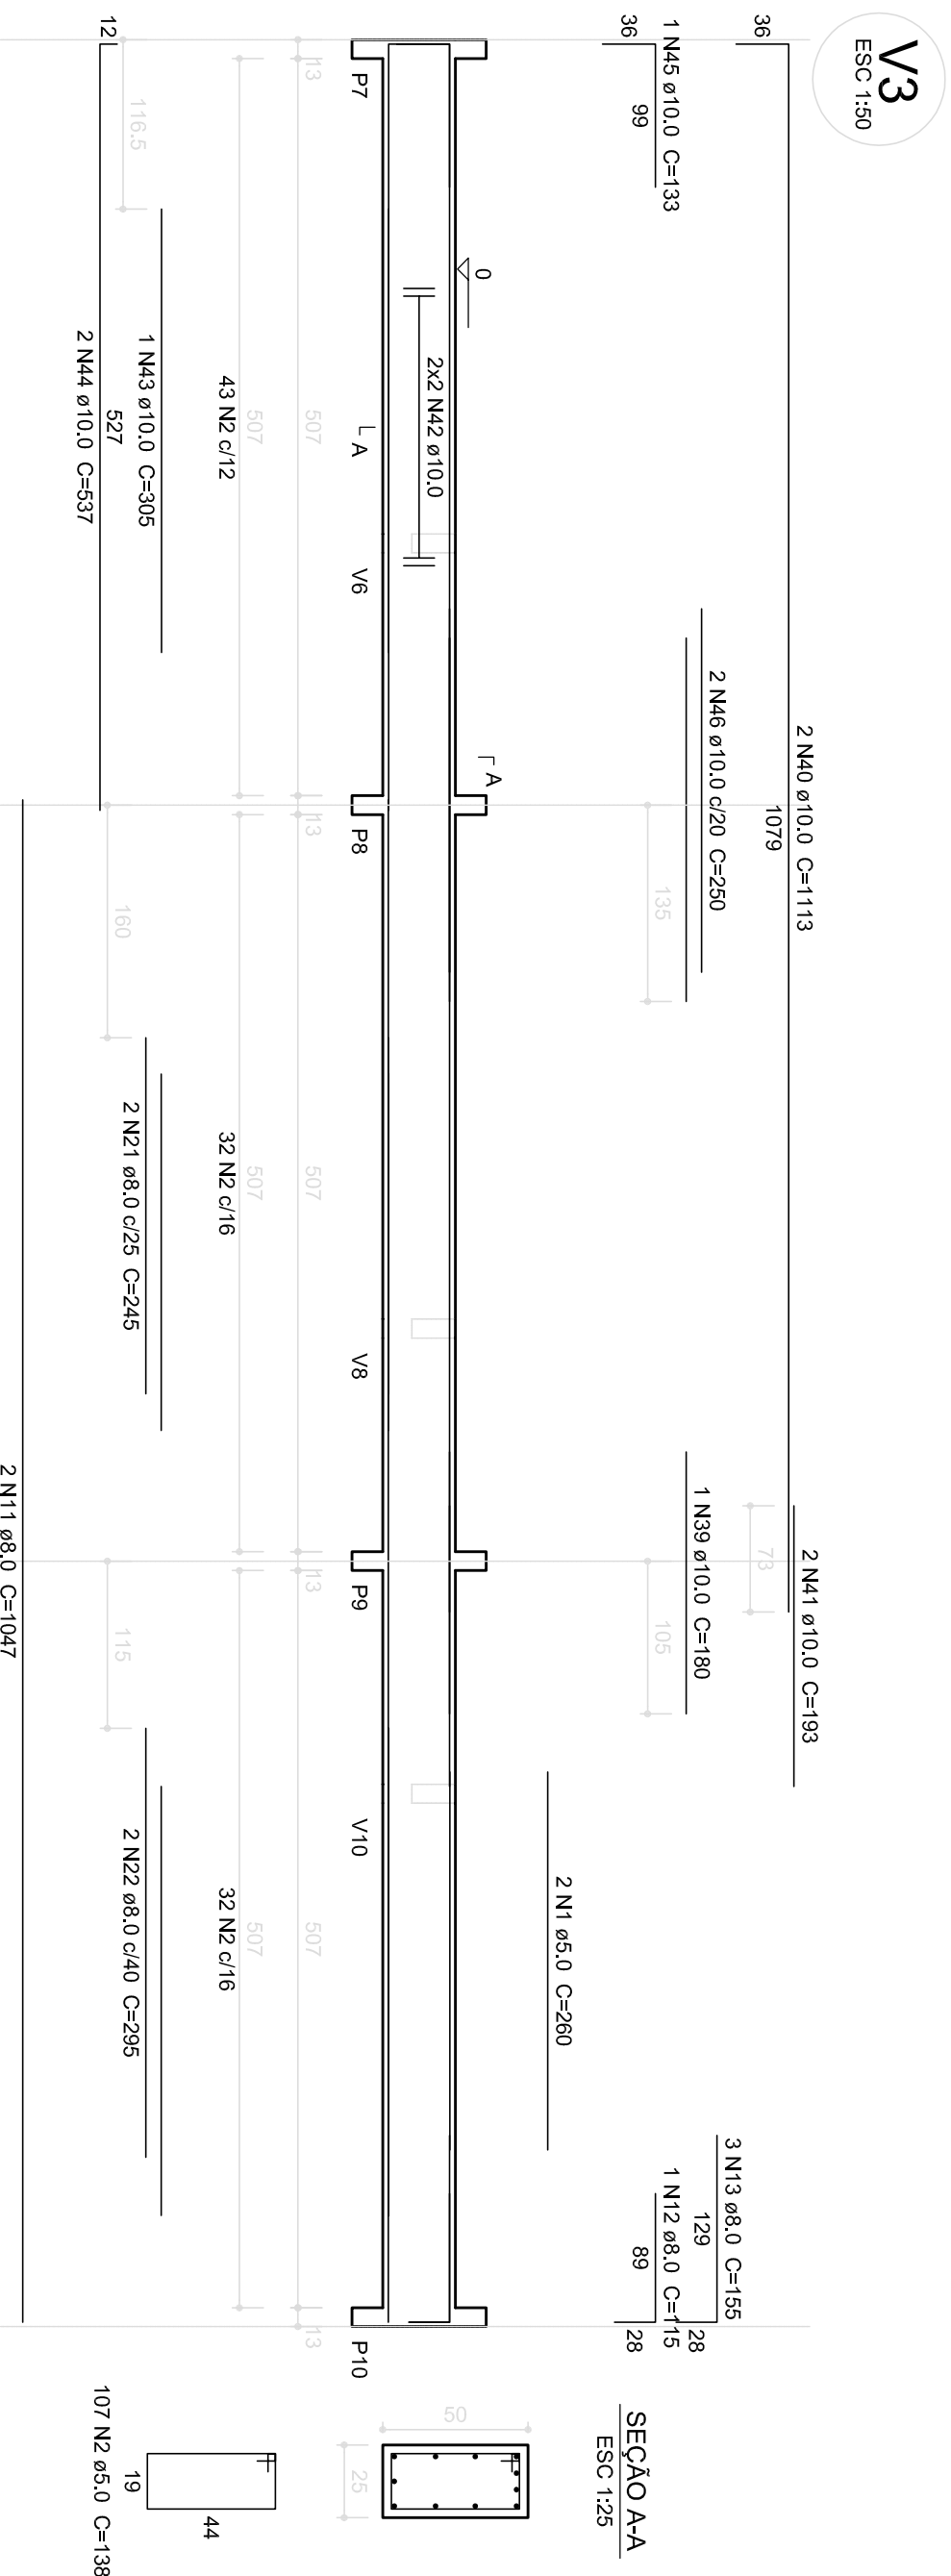 V3
ESC 1:50
2 N40 ø10.0 C=1113
36
1079
2 N41 ø10.0 C=193
73
3 N13 ø8.0 C=155
129
28
2 N46 ø10.0 c/20 C=250
1 N39 ø10.0 C=180
1 N45 ø10.0 C=133
36
99
135
105
1 N12 ø8.0 C=115
89
28
SEÇÃO A-A
ESC 1:25
2 N1 ø5.0 C=260
0
A
2x2 N42 ø10.0
50
25
P7
A
V6
P8
V8
P9
V10
P10
13
507
13
507
13
507
13
507
507
507
43 N2 c/12
32 N2 c/16
32 N2 c/16
44
19
107 N2 ø5.0 C=138
116.5
1 N43 ø10.0 C=305
160
2 N21 ø8.0 c/25 C=245
115
2 N22 ø8.0 c/40 C=295
12
527
2 N44 ø10.0 C=537
2 N11 ø8.0 C=1047